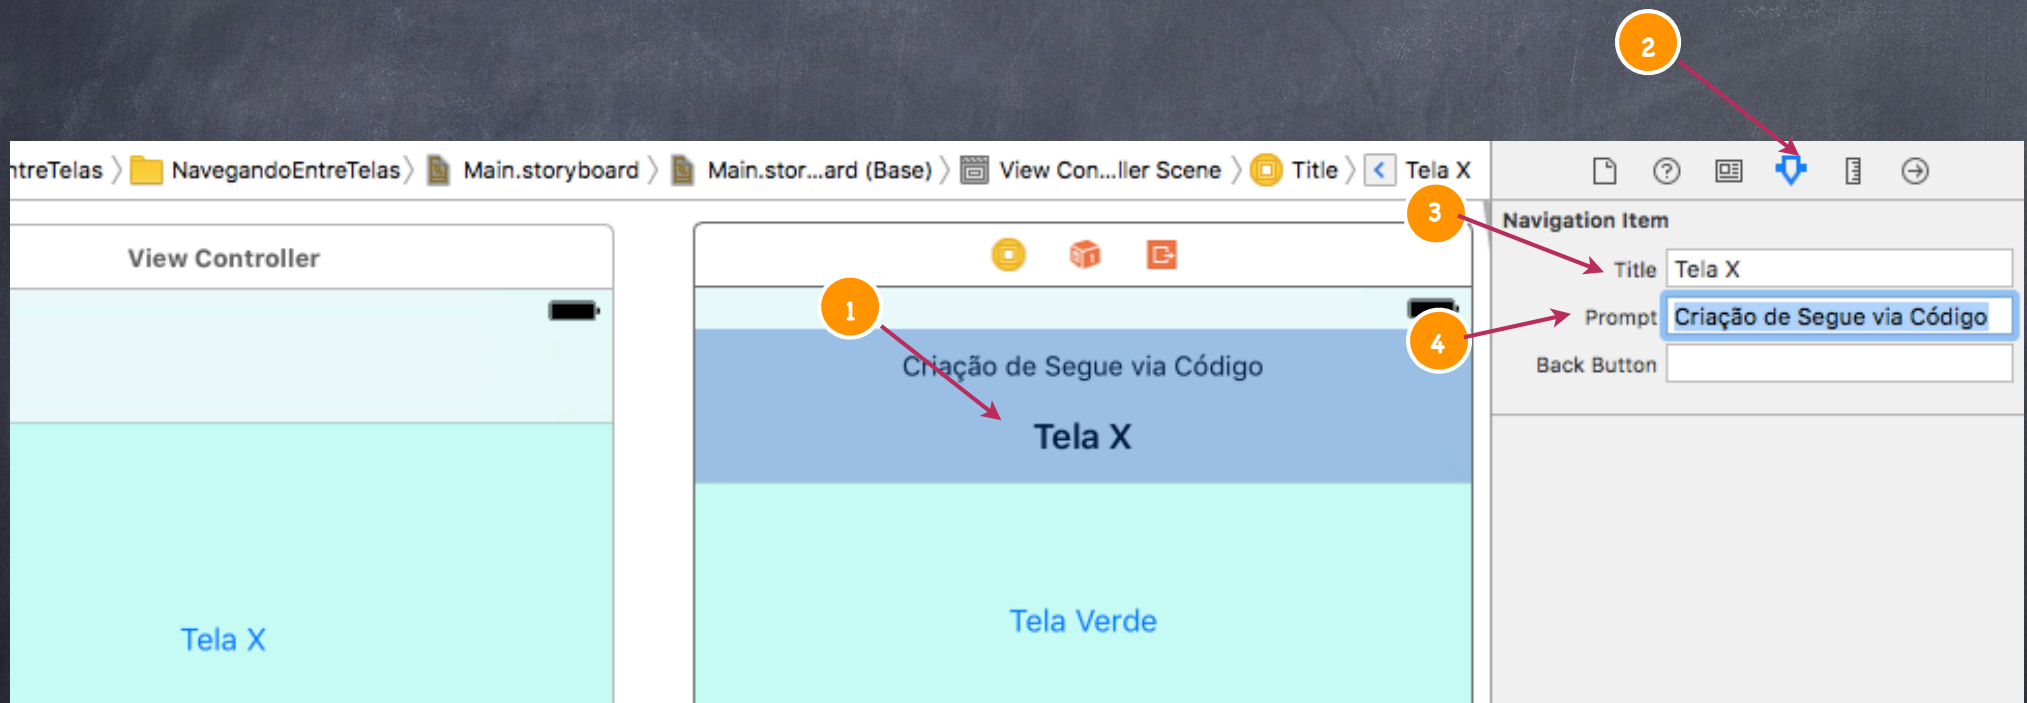 2
ntreTelas 〉 NavegandoEntreTelas 〉 Main.storyboard 〉 Main.stor...ard (Base) 〉 View Con...ller Scene 〉 Title 〉 < Tela X
3
Navigation Item
View Controller
Title Tela X
1
Prompt Criação de Segue via Código
4
Criação de Segue via Código
Back Button
Tela X
Tela Verde
Tela X